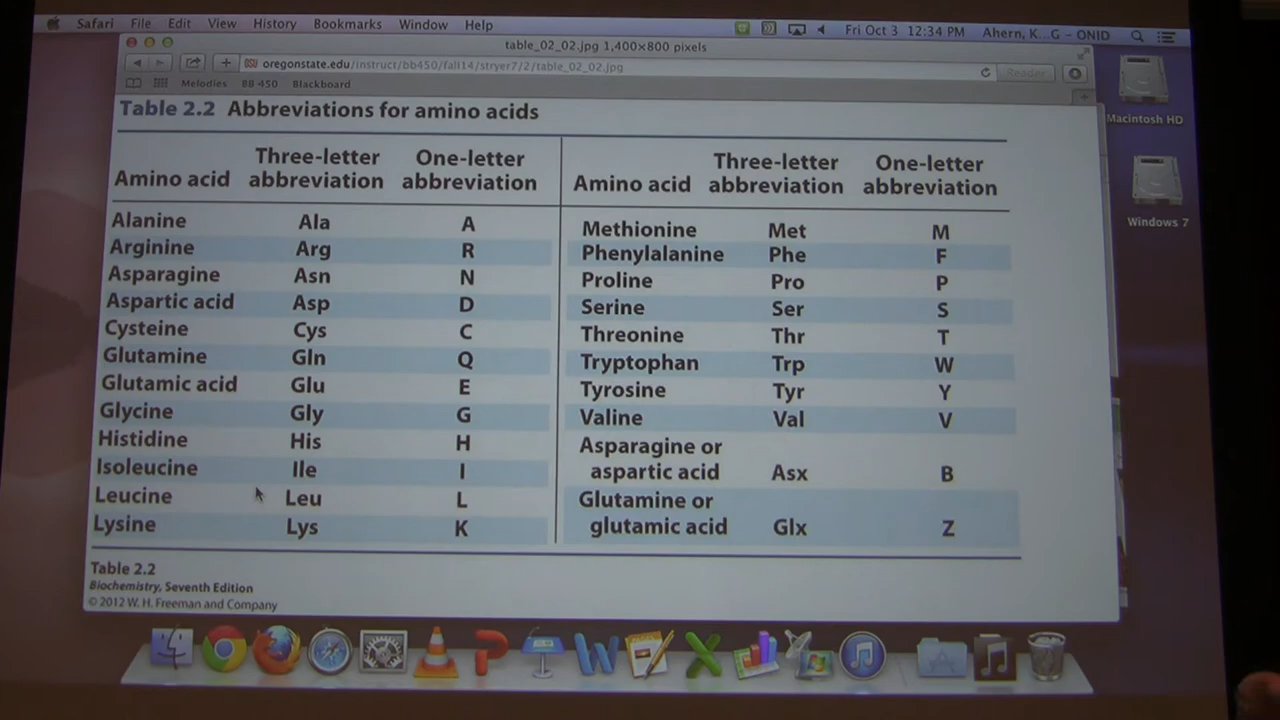 Safari File Edit View History Bookmarks Window Help Fri Oct 3 12:34 PM Ahern, K...G - ONID
table_02_02.jpg 1,400×800 pixels
oregonstate.edu/instruct/bb450/fall14/stryer7/2/table_02_02.jpg Reader
Melodies BB 450 Blackboard
Macintosh HD
Windows 7
Table 2.2 Abbreviations for amino acids
Amino acid Three-letter abbreviation One-letter abbreviation Amino acid Three-letter abbreviation One-letter abbreviation
Alanine Ala A Methionine Met M
Arginine Arg R Phenylalanine Phe F
Asparagine Asn N Proline Pro P
Aspartic acid Asp D Serine Ser S
Cysteine Cys C Threonine Thr T
Glutamine Gln Q Tryptophan Trp W
Glutamic acid Glu E Tyrosine Tyr Y
Glycine Gly G Valine Val V
Histidine His H Asparagine or
Isoleucine Ile I aspartic acid Asx B
Leucine Leu L Glutamine or
Lysine Lys K glutamic acid Glx Z
Table 2.2
Biochemistry, Seventh Edition
© 2012 W. H. Freeman and Company